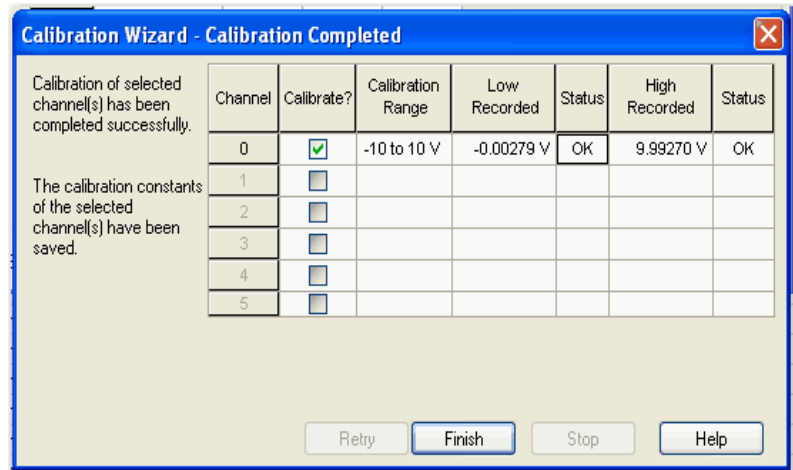 Calibration Wizard - Calibration Completed
Calibration of selected
channel(s) has been
completed successfully.
The calibration constants
of the selected
channel(s) have been
saved.
Channel Calibrate? Calibration Range Low Recorded Status High Recorded Status
0 -10 to 10 V -0.00279 V OK 9.99270 V OK
1
2
3
4
5
Retry Finish Stop Help